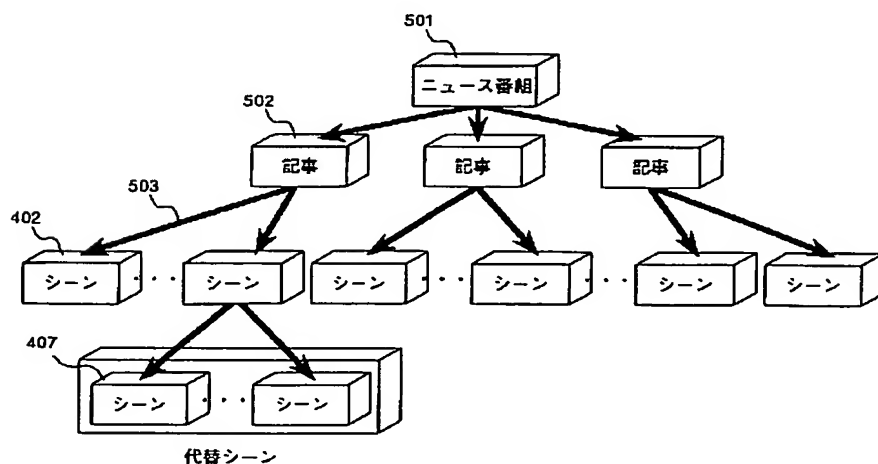 501
ニュース番組
502
記事
記事
記事
503
402
シーン ・・・ シーン シーン ・・・ シーン ・・・ シーン シーン
407
シーン ・・・ シーン
代替シーン